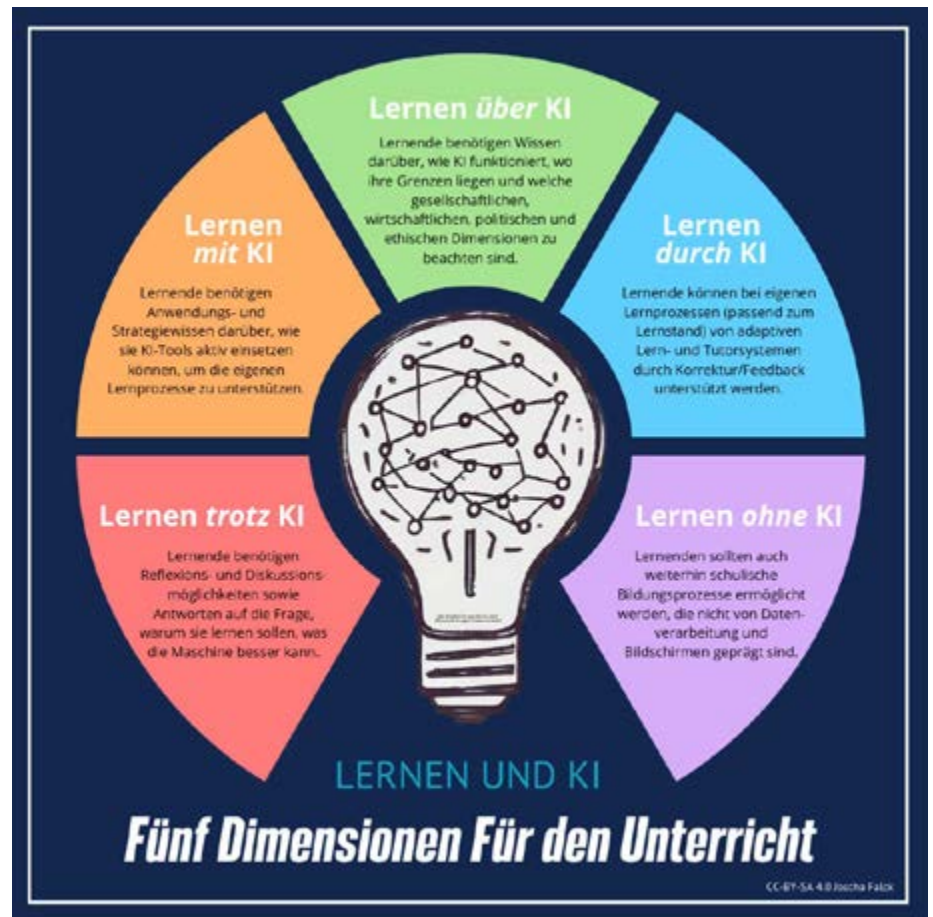 Lernen über KI
Lernende benötigen Wissen
darüber, wie KI funktioniert, wo
ihre Grenzen liegen und welche
gesellschaftlichen,
wirtschaftlichen, politischen und
ethischen Dimensionen zu
beachten sind.
Lernen
mit KI
Lernende benötigen
Anwendungs- und
Strategiewissen darüber, wie
sie KI-Tools aktiv einsetzen
können, um die eigenen
Lernprozesse zu unterstützen.
Lernen
durch KI
Lernende können bei eigenen
Lernprozessen (passend zum
Lernstand) von adaptiven
Lern- und Tutorsystemen
durch Korrektur/Feedback
unterstützt werden.
Lernen trotz KI
Lernende benötigen
Reflexions- und Diskussions-
möglichkeiten sowie
Antworten auf die Frage,
warum sie lernen sollen, was
die Maschine besser kann.
Lernen ohne KI
Lernenden sollten auch
weiterhin schulische
Bildungsprozesse ermöglicht
werden, die nicht von Daten-
verarbeitung und
Bildschirmen geprägt sind.
LERNEN UND KI
Fünf Dimensionen Für den Unterricht
CC-BY-SA 4.0 Joscha Falck